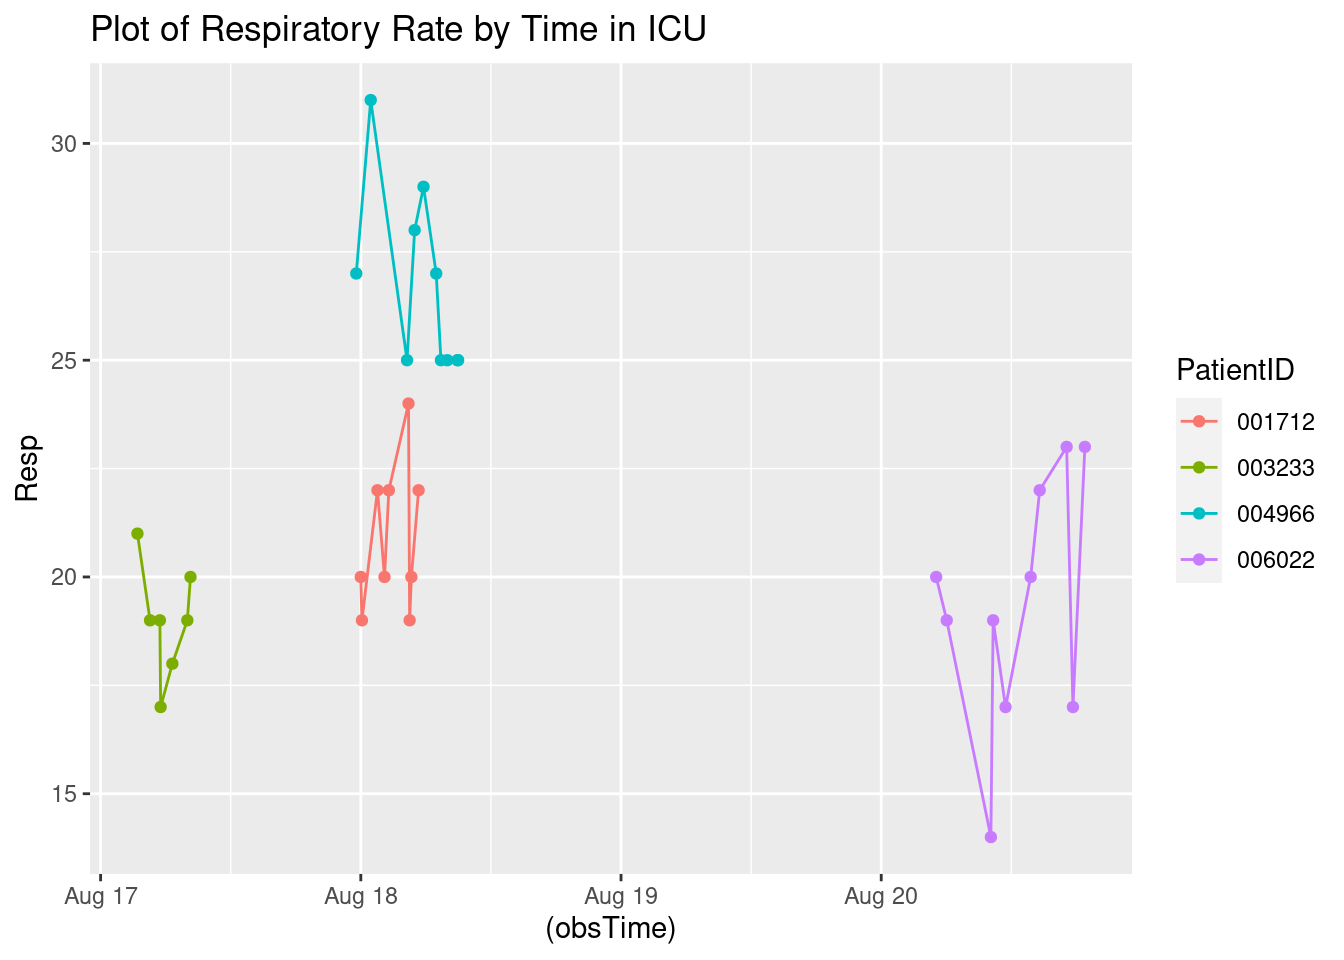 Plot of Respiratory Rate by Time in ICU
30
25
20
15
Resp
Aug 17
Aug 18
Aug 19
Aug 20
(obsTime)
PatientID
001712
003233
004966
006022